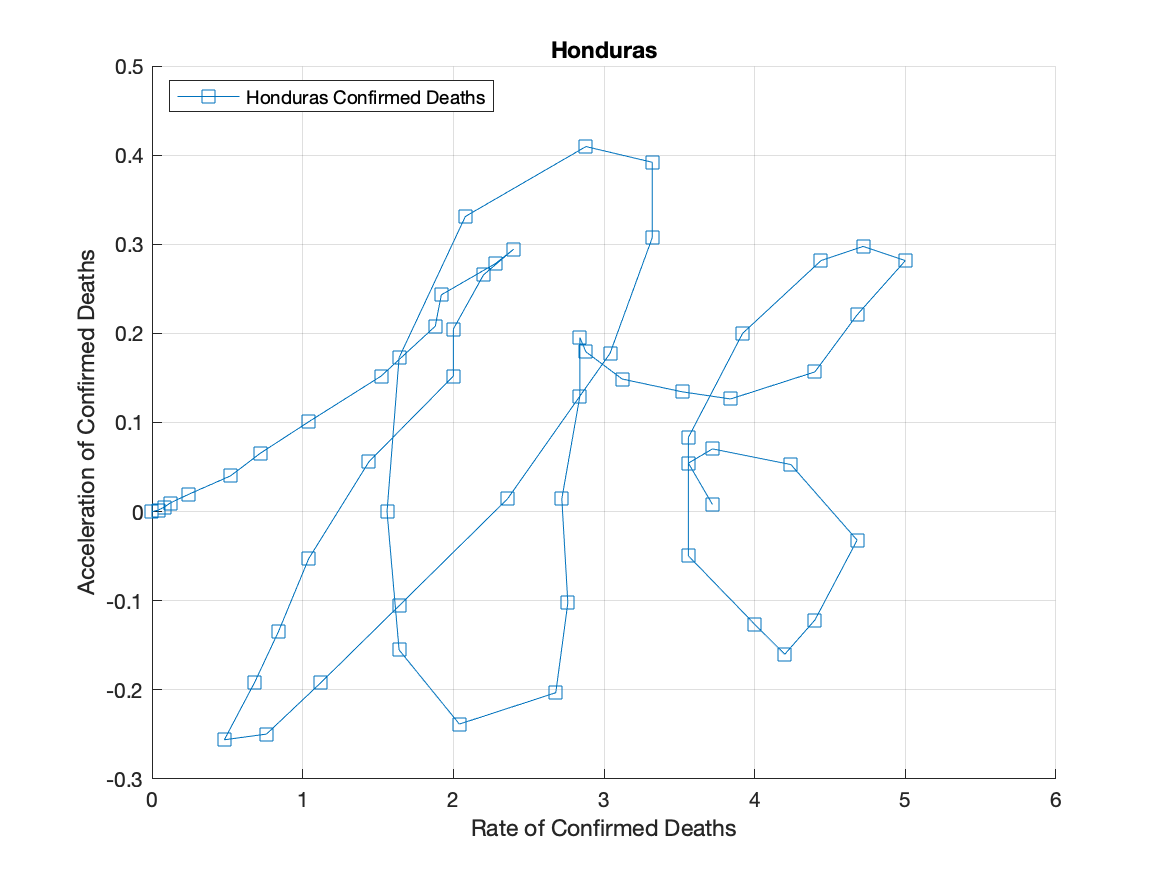 Honduras
Honduras Confirmed Deaths
0.5
0.4
0.3
0.2
0.1
0
-0.1
-0.2
-0.3
Acceleration of Confirmed Deaths
0 1 2 3 4 5 6
Rate of Confirmed Deaths